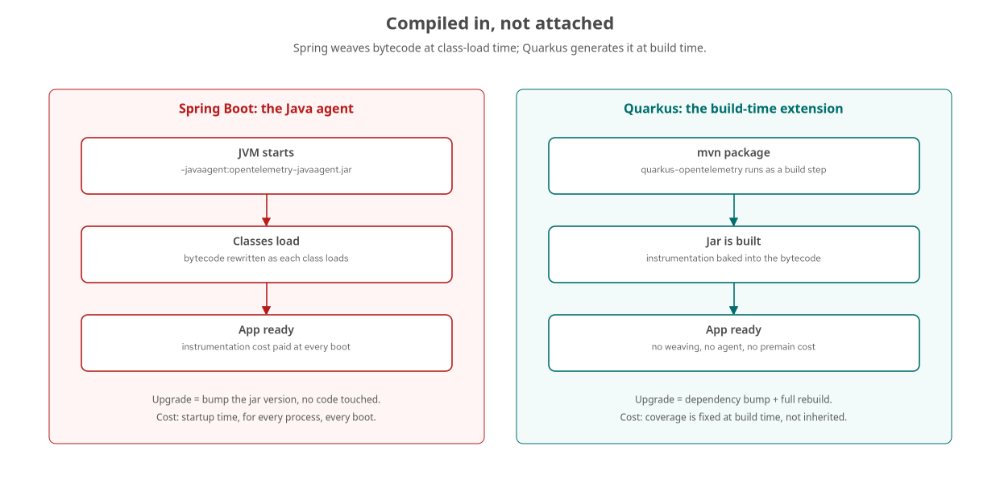 Compiled in, not attached
Spring weaves bytecode at class-load time; Quarkus generates it at build time.
Spring Boot: the Java agent
JVM starts
-javaagent:opentelemetry-javaagent.jar
Classes load
bytecode rewritten as each class loads
App ready
instrumentation cost paid at every boot
Upgrade = bump the jar version, no code touched.
Cost: startup time, for every process, every boot.
Quarkus: the build-time extension
mvn package
quarkus-opentelemetry runs as a build step
Jar is built
instrumentation baked into the bytecode
App ready
no weaving, no agent, no premain cost
Upgrade = dependency bump + full rebuild.
Cost: coverage is fixed at build time, not inherited.